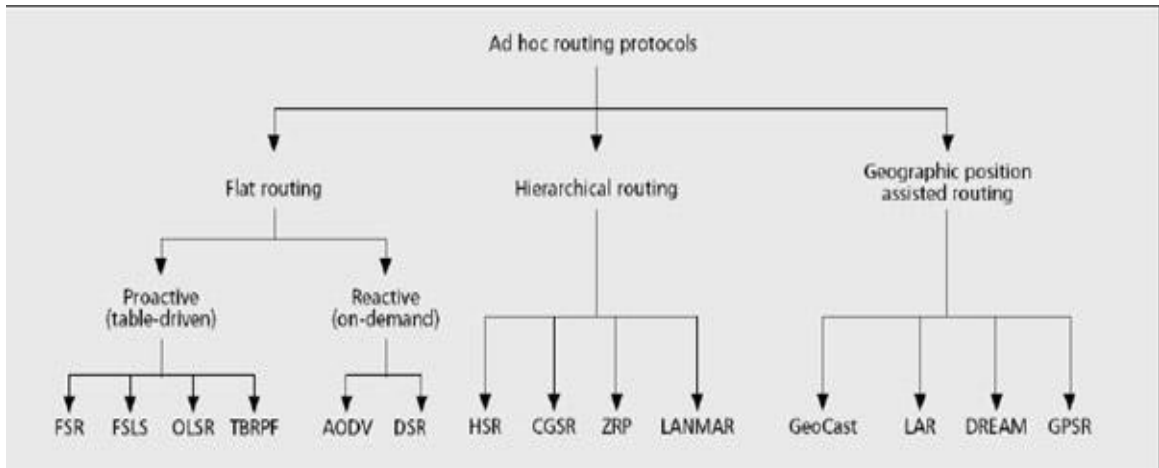 Ad hoc routing protocols
Flat routing
Hierarchical routing
Geographic position
assisted routing
Proactive
(table-driven)
Reactive
(on-demand)
FSR FSLS OLSR TBRPF AODV DSR HSR CGSR ZRP LANMAR GeoCast LAR DREAM GPSR